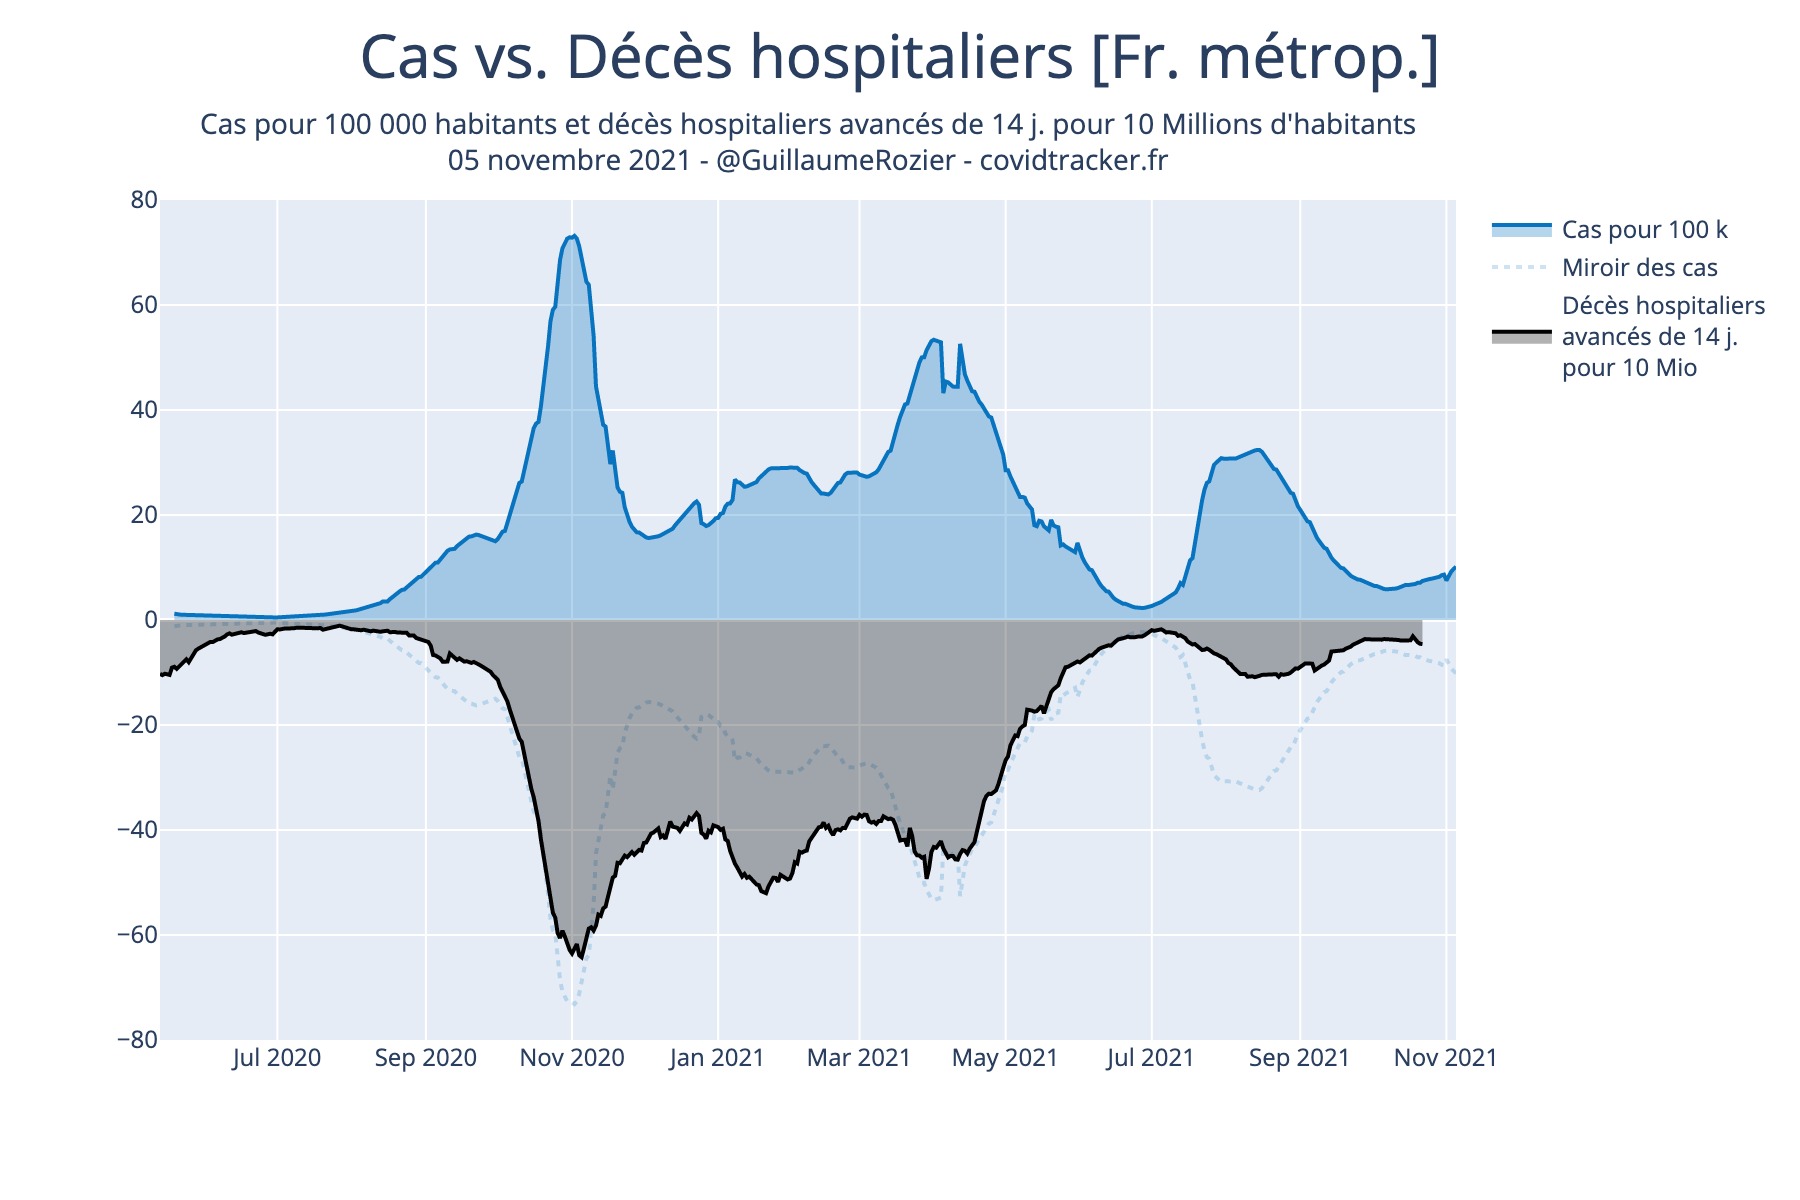 Cas vs. Décès hospitaliers [Fr. métrop.]
Cas pour 100 000 habitants et décès hospitaliers avancés de 14 j. pour 10 Millions d'habitants
05 novembre 2021 - @GuillaumeRozier - covidtracker.fr
80
60
40
20
0
−20
−40
−60
−80
Jul 2020
Sep 2020
Nov 2020
Jan 2021
Mar 2021
May 2021
Jul 2021
Sep 2021
Nov 2021
Cas pour 100 k
Miroir des cas
Décès hospitaliers
avancés de 14 j.
pour 10 Mio